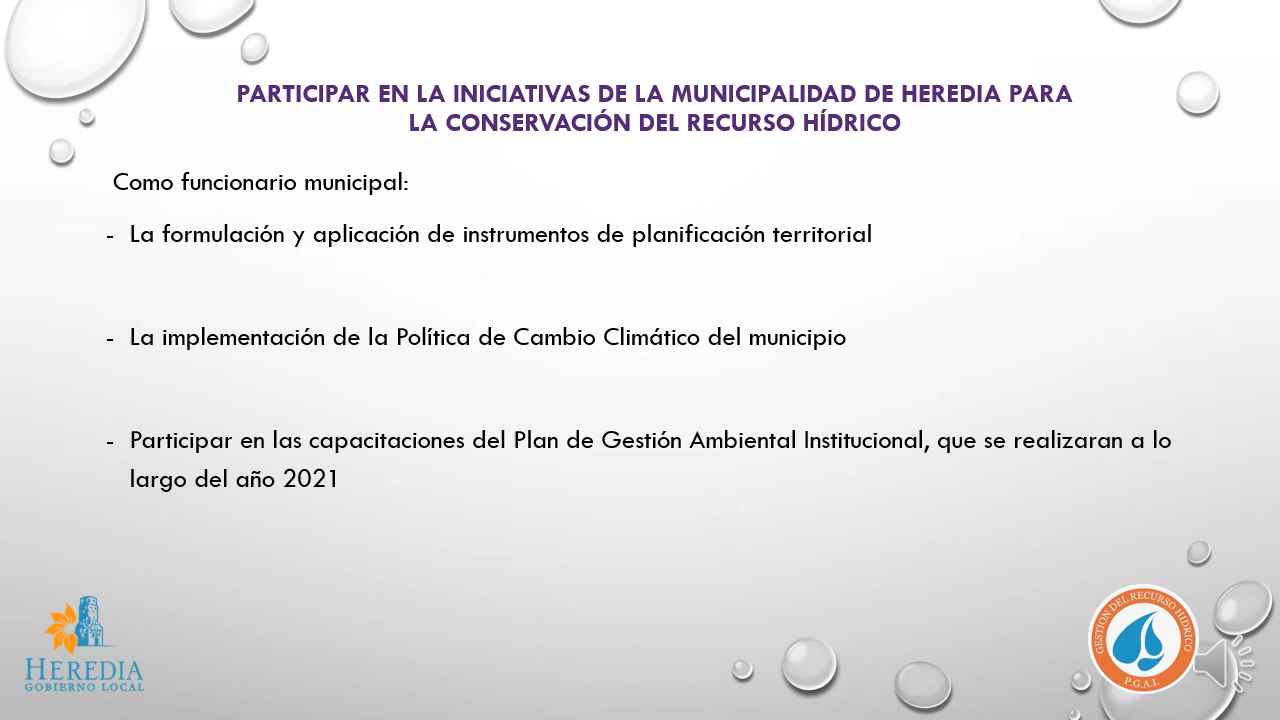 PARTICIPAR EN LA INICIATIVAS DE LA MUNICIPALIDAD DE HEREDIA PARA
LA CONSERVACIÓN DEL RECURSO HÍDRICO
Como funcionario municipal:
- La formulación y aplicación de instrumentos de planificación territorial
- La implementación de la Política de Cambio Climático del municipio
- Participar en las capacitaciones del Plan de Gestión Ambiental Institucional, que se realizaran a lo
largo del año 2021
HEREDIA
GOBIERNO LOCAL
GESTION DEL RECURSO HIDRICO
P.G.A.I.